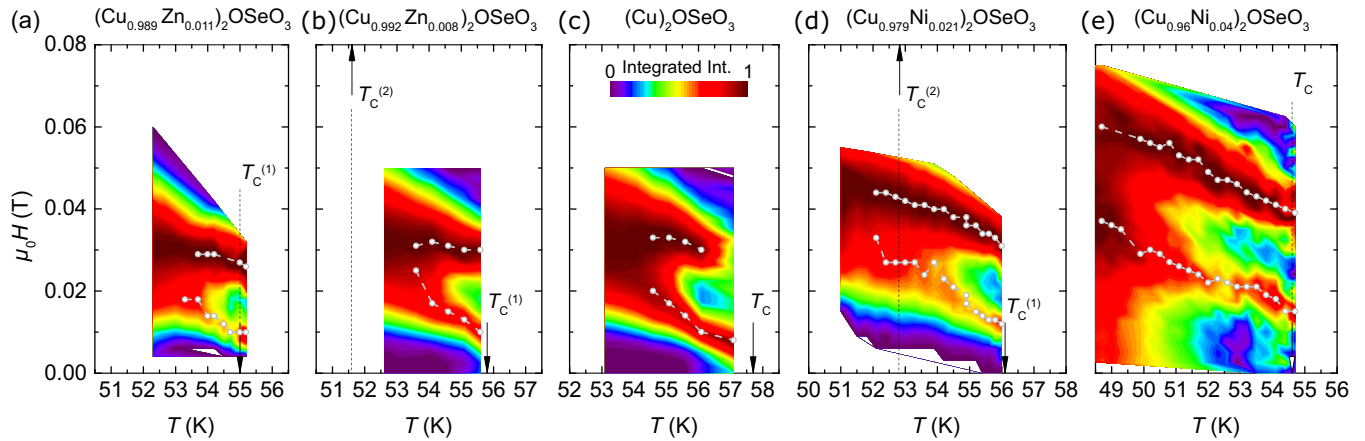 (a) (Cu0.989Zn0.011)2OSeO3
(b) (Cu0.992Zn0.008)2OSeO3
(c) (Cu)2OSeO3
(d) (Cu0.979Ni0.021)2OSeO3
(e) (Cu0.96Ni0.04)2OSeO3
μ0H (T)
0.08
0.06
0.04
0.02
0.00
TC(1)
51 52 53 54 55 56
T (K)
TC(2)
TC(1)
52 53 54 55 56 57
T (K)
0 Integrated Int. 1
TC
52 53 54 55 56 57 58
T (K)
TC(2)
TC(1)
50 51 52 53 54 55 56 57 58
T (K)
TC
49 50 51 52 53 54 55 56
T (K)